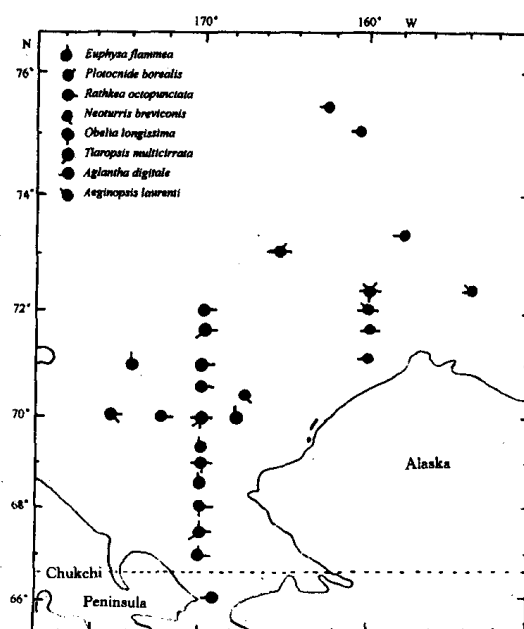 170° 160° W
N
76°
Euphysa flammea
Plotocnide borealis
Rathkea octopunctata
Neoturris breviconis
Obelia longissima
Tiaropsis multicirrata
Aglantha digitale
Aeginopsis laurenti
74°
72°
70°
Alaska
68°
Chukchi
66° Peninsula